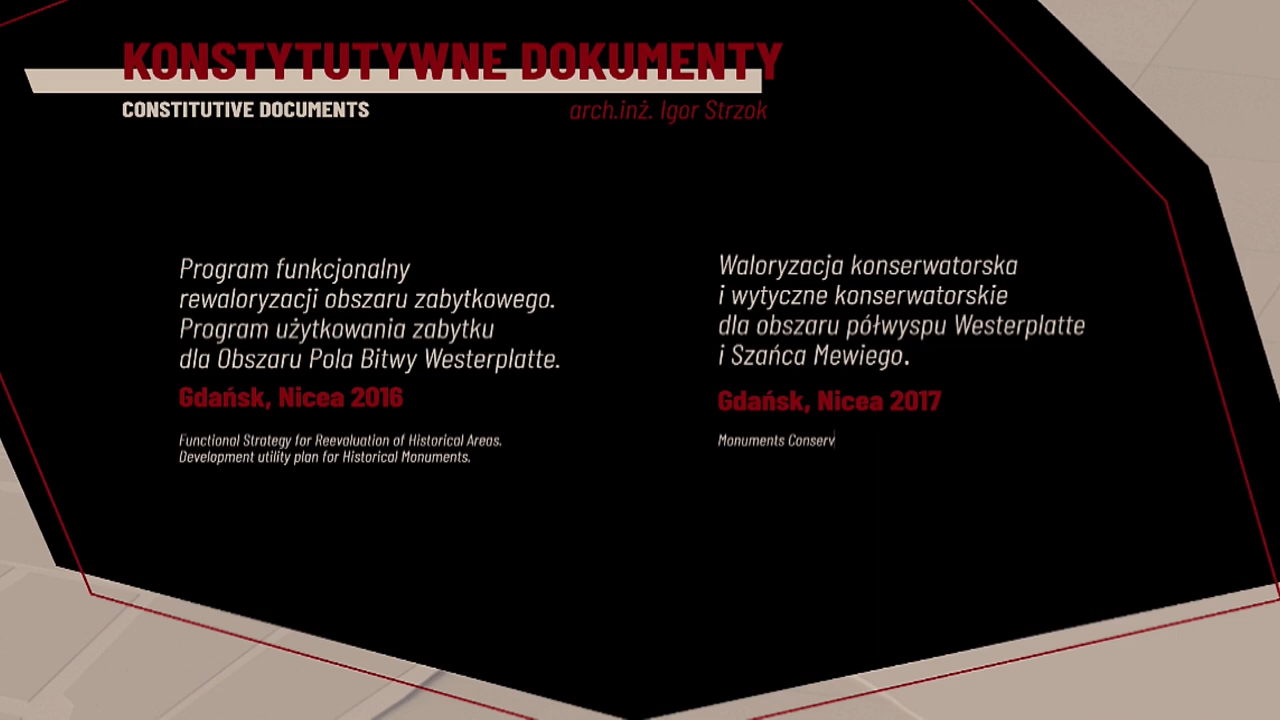 KONSTYTUTYWNE DOKUMENTY
CONSTITUTIVE DOCUMENTS
arch.inż. Igor Strzok
Program funkcjonalny
rewaloryzacji obszaru zabytkowego.
Program użytkowania zabytku
dla Obszaru Pola Bitwy Westerplatte.
Gdańsk, Nicea 2016
Functional Strategy for Reevaluation of Historical Areas.
Development utility plan for Historical Monuments.
Waloryzacja konserwatorska
i wytyczne konserwatorskie
dla obszaru półwyspu Westerplatte
i Szańca Mewiego.
Gdańsk, Nicea 2017
Monuments Conserv